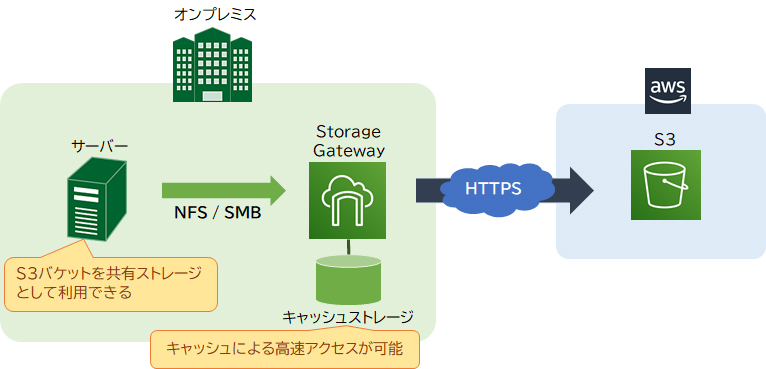 オンプレミス
aws
サーバー
Storage
Gateway
S3
NFS / SMB
HTTPS
S3バケットを共有ストレージ
として利用できる
キャッシュストレージ
キャッシュによる高速アクセスが可能